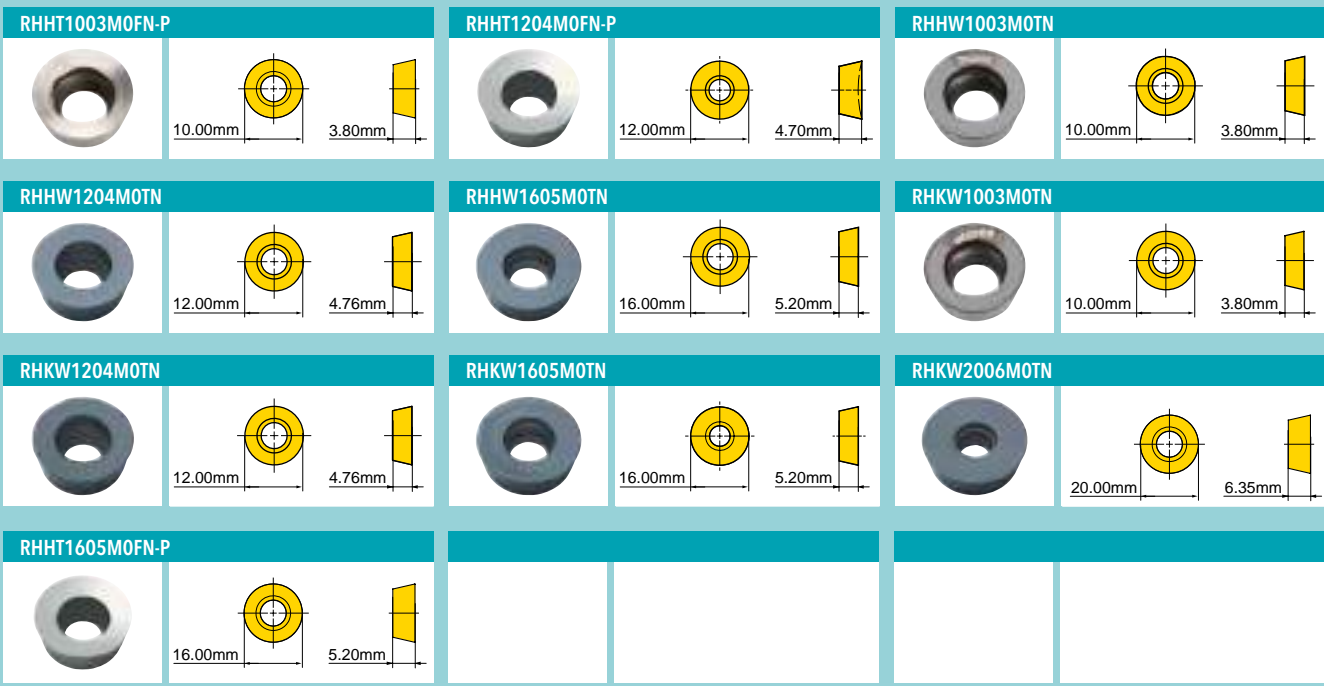 RHHT1003M0FN-P
10.00mm 3.80mm
RHHT1204M0FN-P
12.00mm 4.70mm
RHHW1003M0TN
10.00mm 3.80mm
RHHW1204M0TN
12.00mm 4.76mm
RHHW1605M0TN
16.00mm 5.20mm
RHKW1003M0TN
10.00mm 3.80mm
RHKW1204M0TN
12.00mm 4.76mm
RHKW1605M0TN
16.00mm 5.20mm
RHKW2006M0TN
20.00mm 6.35mm
RHHT1605M0FN-P
16.00mm 5.20mm